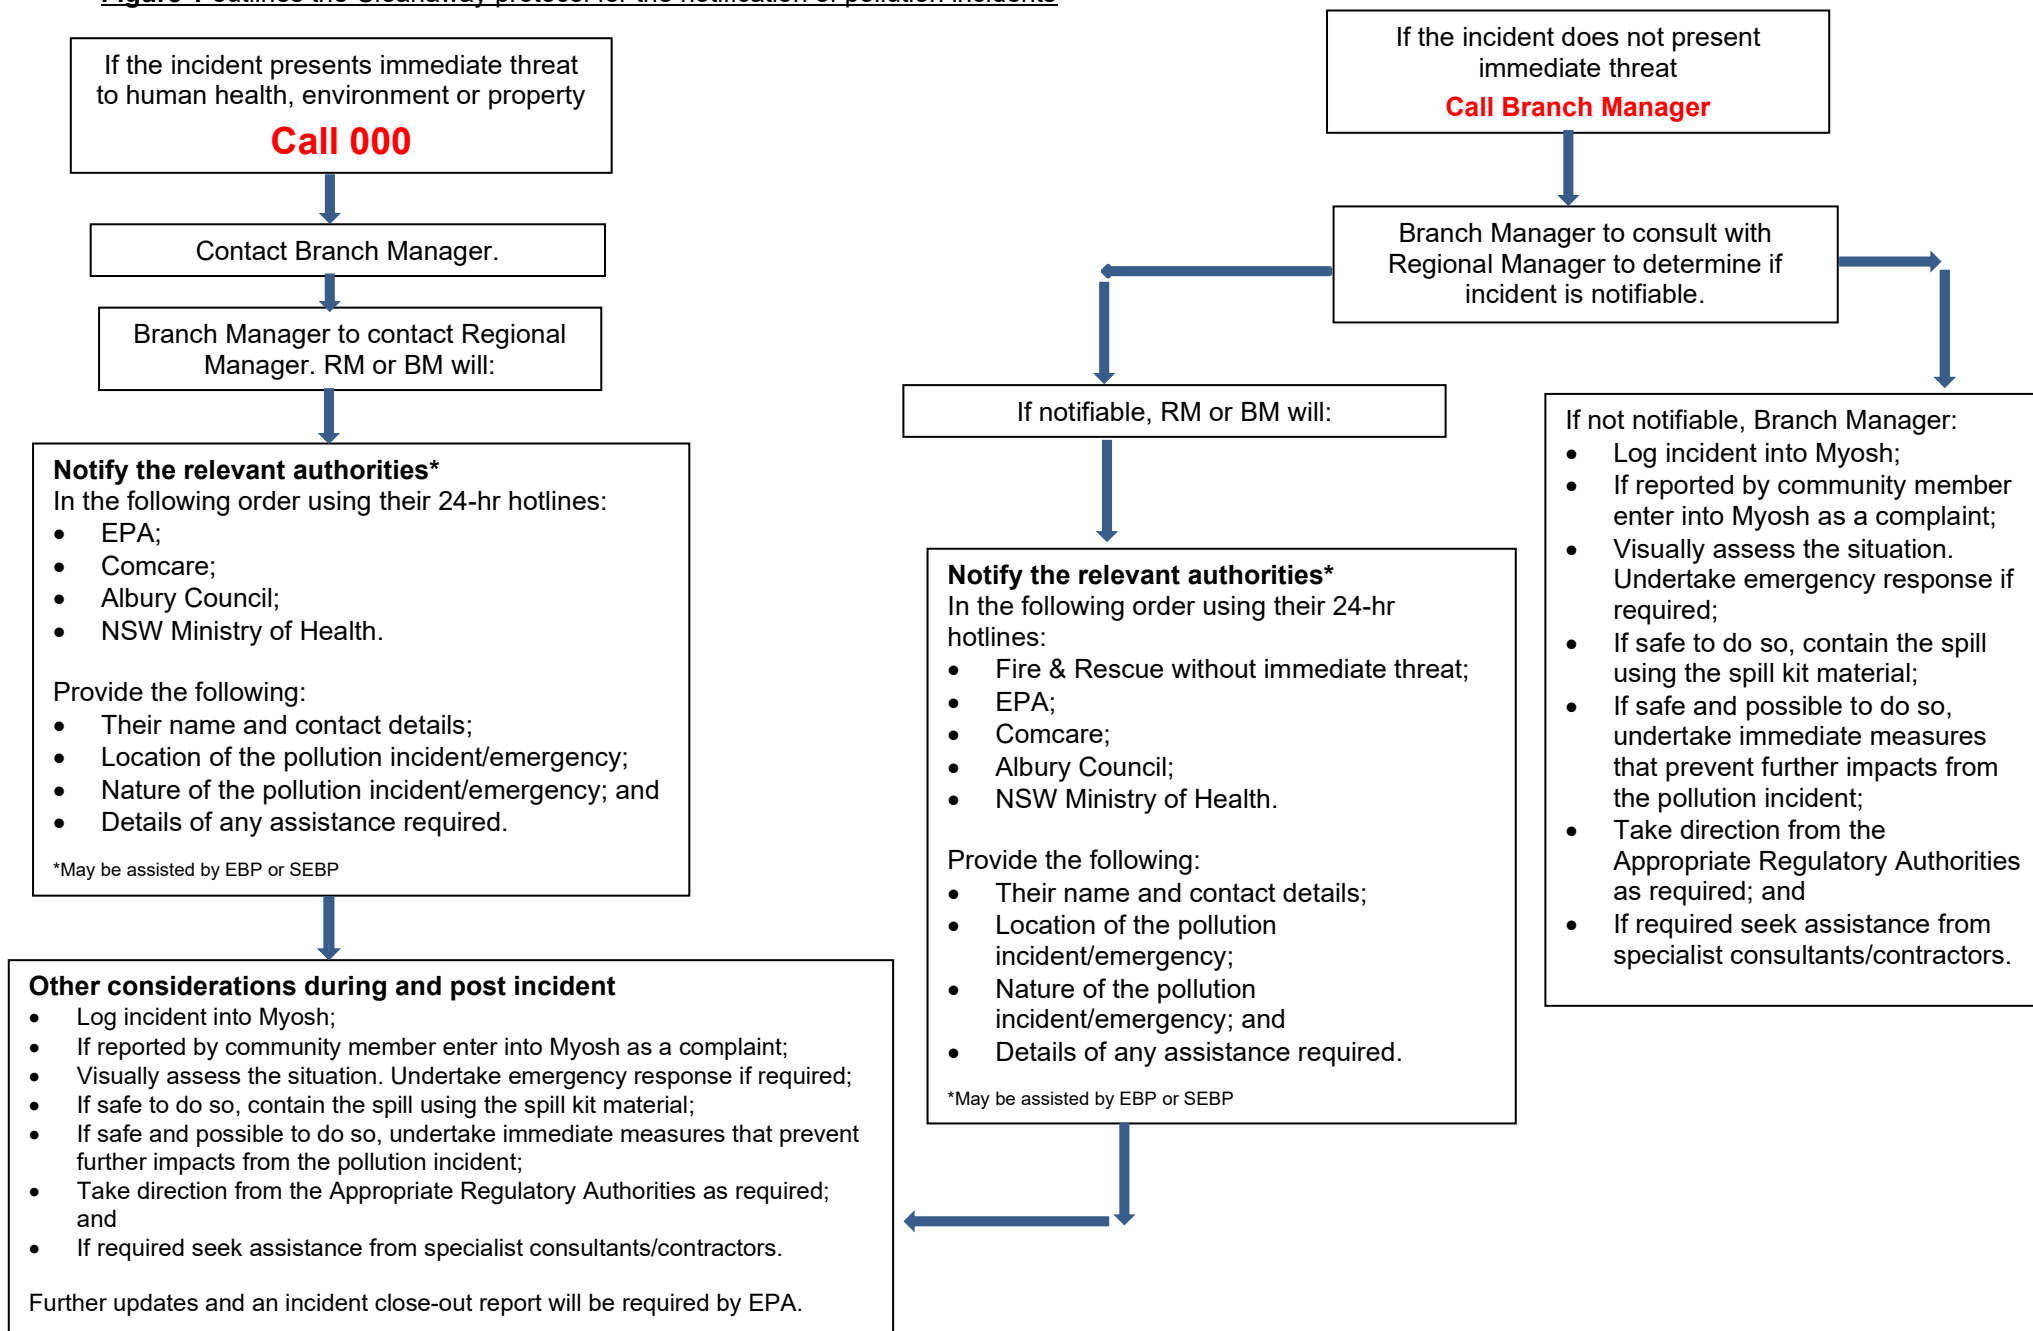 Figure 1 outlines the Cleanaway protocol for the notification of pollution incidents
If the incident presents immediate threat
to human health, environment or property
Call 000
Contact Branch Manager.
Branch Manager to contact Regional
Manager. RM or BM will:
Notify the relevant authorities*
In the following order using their 24-hr hotlines:
• EPA;
• Comcare;
• Albury Council;
• NSW Ministry of Health.
Provide the following:
• Their name and contact details;
• Location of the pollution incident/emergency;
• Nature of the pollution incident/emergency; and
• Details of any assistance required.
*May be assisted by EBP or SEBP
Other considerations during and post incident
• Log incident into Myosh;
• If reported by community member enter into Myosh as a complaint;
• Visually assess the situation. Undertake emergency response if required;
• If safe to do so, contain the spill using the spill kit material;
• If safe and possible to do so, undertake immediate measures that prevent
further impacts from the pollution incident;
• Take direction from the Appropriate Regulatory Authorities as required;
and
• If required seek assistance from specialist consultants/contractors.
Further updates and an incident close-out report will be required by EPA.
If the incident does not present
immediate threat
Call Branch Manager
Branch Manager to consult with
Regional Manager to determine if
incident is notifiable.
If notifiable, RM or BM will:
Notify the relevant authorities*
In the following order using their 24-hr
hotlines:
• Fire & Rescue without immediate threat;
• EPA;
• Comcare;
• Albury Council;
• NSW Ministry of Health.
Provide the following:
• Their name and contact details;
• Location of the pollution
incident/emergency;
• Nature of the pollution
incident/emergency; and
• Details of any assistance required.
*May be assisted by EBP or SEBP
If not notifiable, Branch Manager:
• Log incident into Myosh;
• If reported by community member
enter into Myosh as a complaint;
• Visually assess the situation.
Undertake emergency response if
required;
• If safe to do so, contain the spill
using the spill kit material;
• If safe and possible to do so,
undertake immediate measures
that prevent further impacts from
the pollution incident;
• Take direction from the
Appropriate Regulatory Authorities
as required; and
• If required seek assistance from
specialist consultants/contractors.